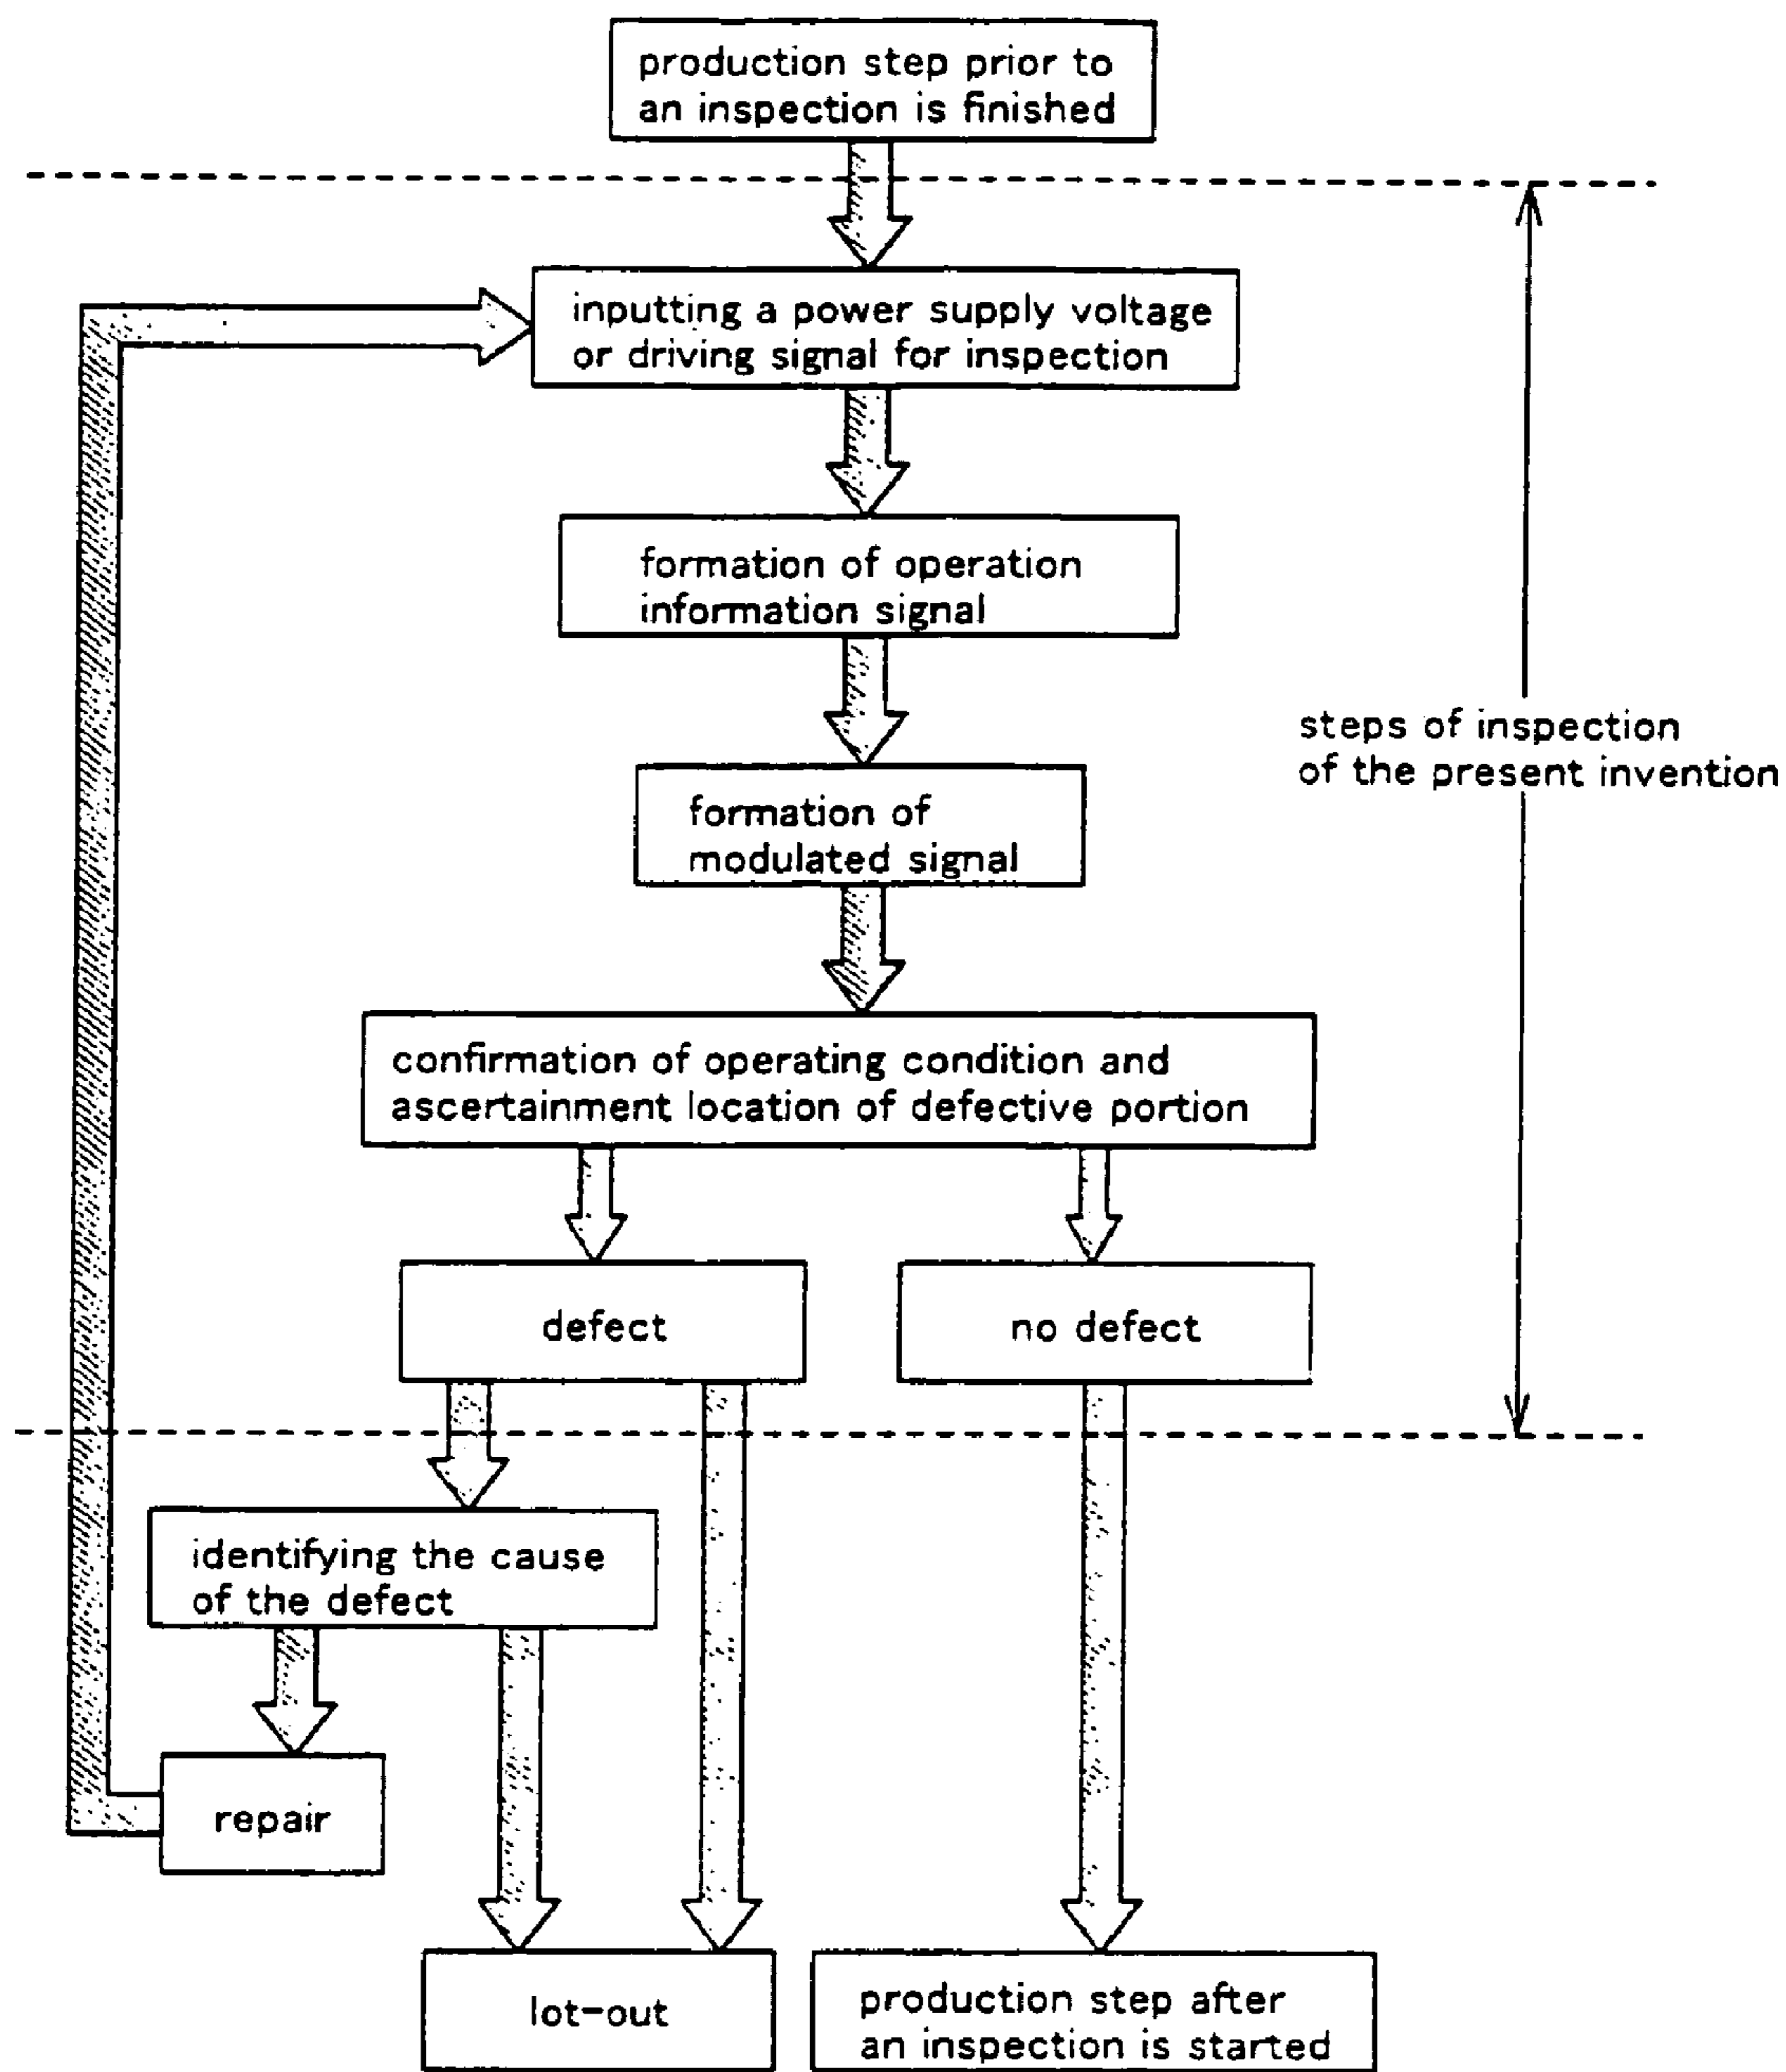 production step prior to
an inspection is finished
inputting a power supply voltage
or driving signal for inspection
formation of operation
information signal
steps of inspection
of the present invention
formation of
modulated signal
confirmation of operating condition and
ascertainment location of defective portion
defect
no defect
identifying the cause
of the defect
repair
lot-out
production step after
an inspection is started